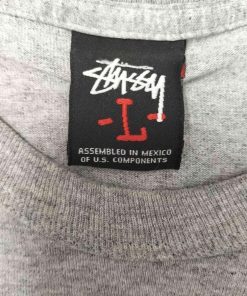 STÜSSY
-L-
ASSEMBLED IN MEXICO
OF U.S. COMPONENTS